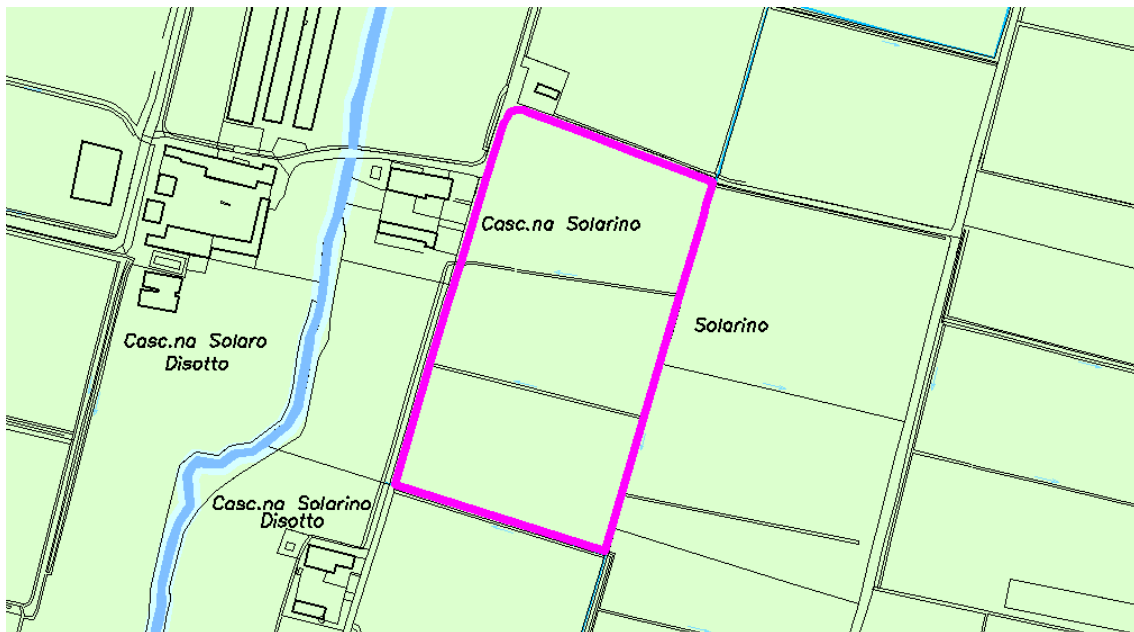 Casc.na Solarino
Solarino
Casc.na Solaro
Disotto
Casc.na Solarino
Disotto